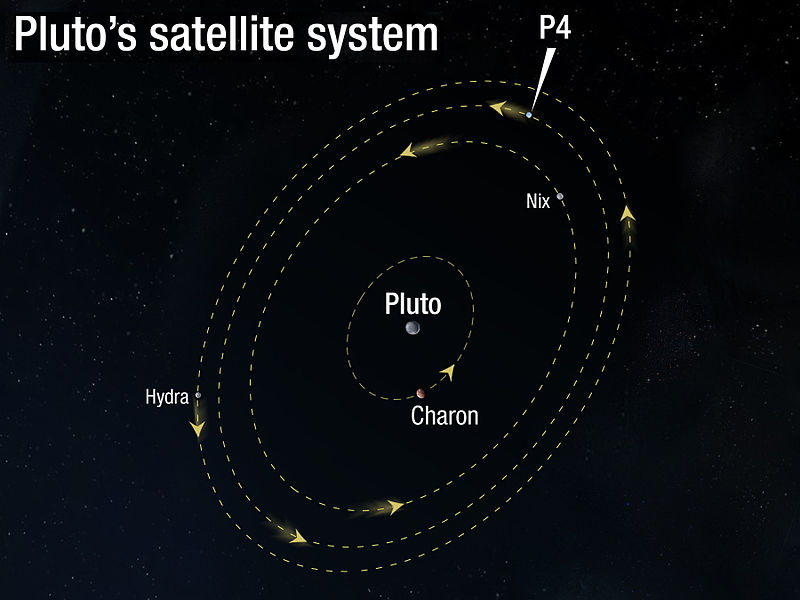 Pluto's satellite system
P4
Nix
Pluto
Hydra
Charon